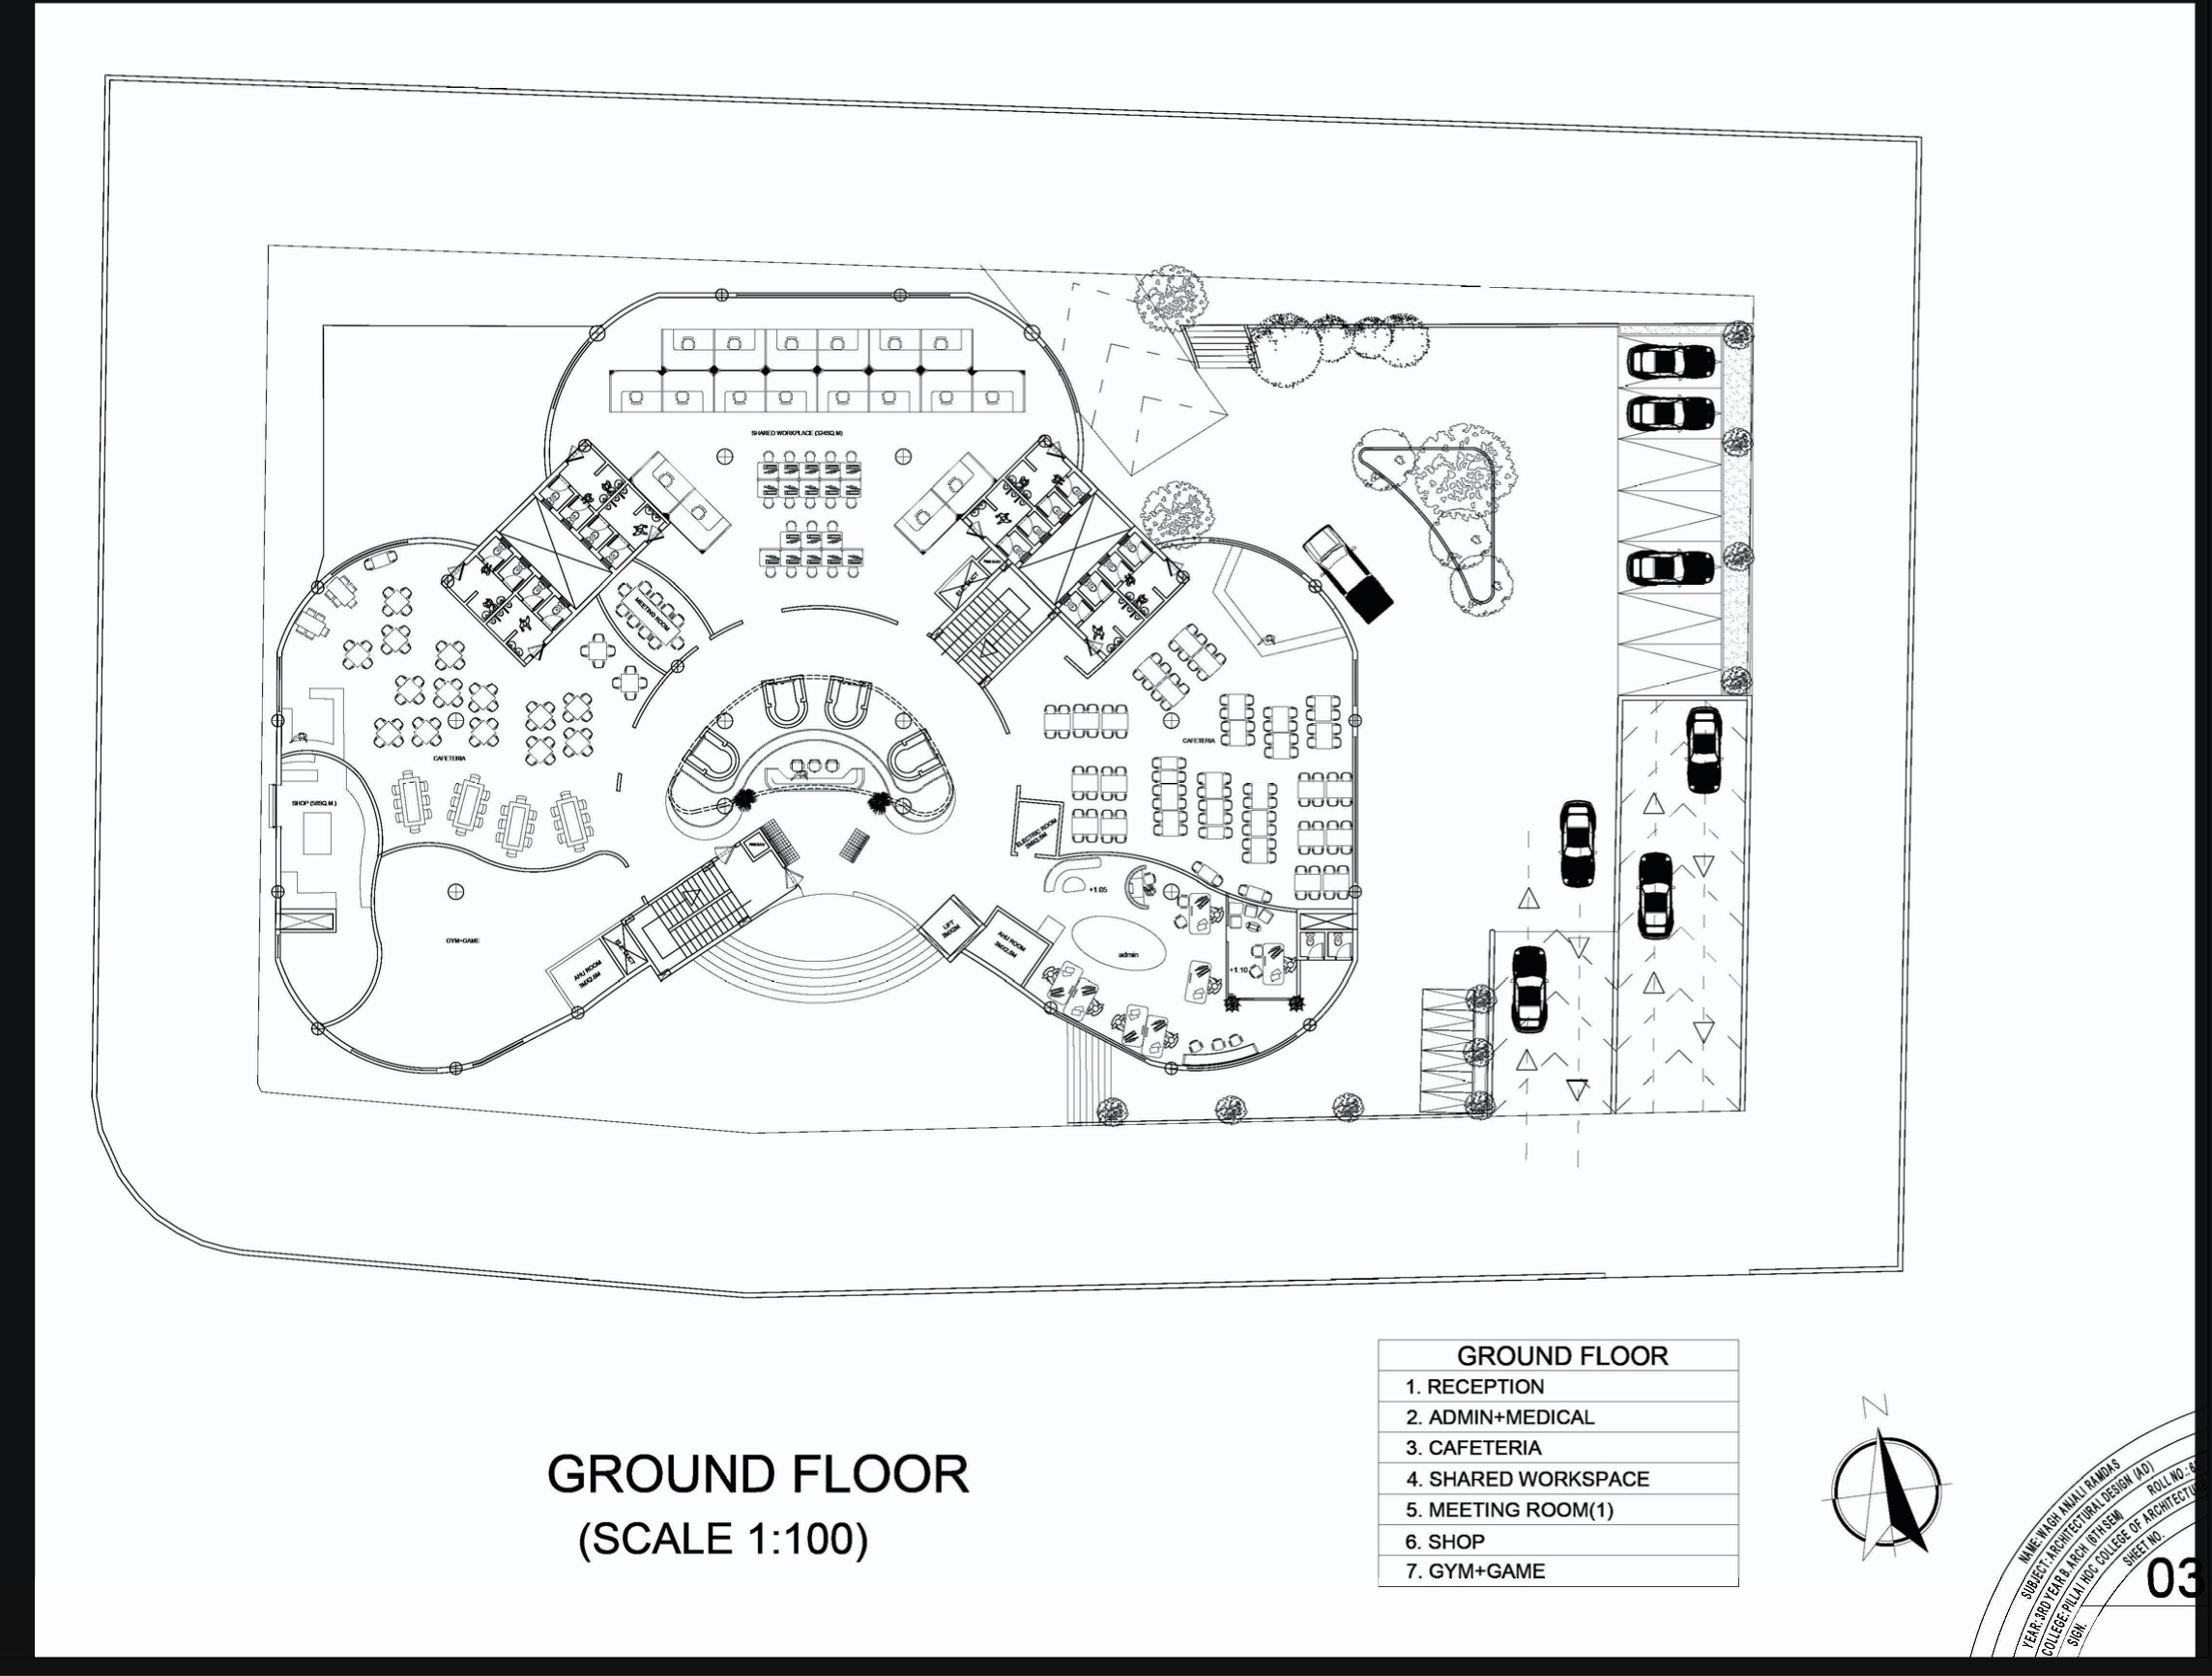 SHARED WORKPLACE (324SQ.M)
MEETING ROOM
CAFETERIA
CAFETERIA
SHOP (58SQ.M.)
ELECTRIC ROOM
+1.05
GYM+GAME
LIFT
AHU ROOM
AHU ROOM
admin
+1.10
GROUND FLOOR
(SCALE 1:100)
GROUND FLOOR
1. RECEPTION
2. ADMIN+MEDICAL
3. CAFETERIA
4. SHARED WORKSPACE
5. MEETING ROOM(1)
6. SHOP
7. GYM+GAME
N
NAME: WAGH ANJALI RAMDAS
SUBJECT: ARCHITECTURAL DESIGN (AD)
ROLL NO.: 6
YEAR: 3RD YEAR B. ARCH (6TH SEM)
COLLEGE: PILLAI HOC COLLEGE OF ARCHITECTU
SHEET NO.
SIGN.
03